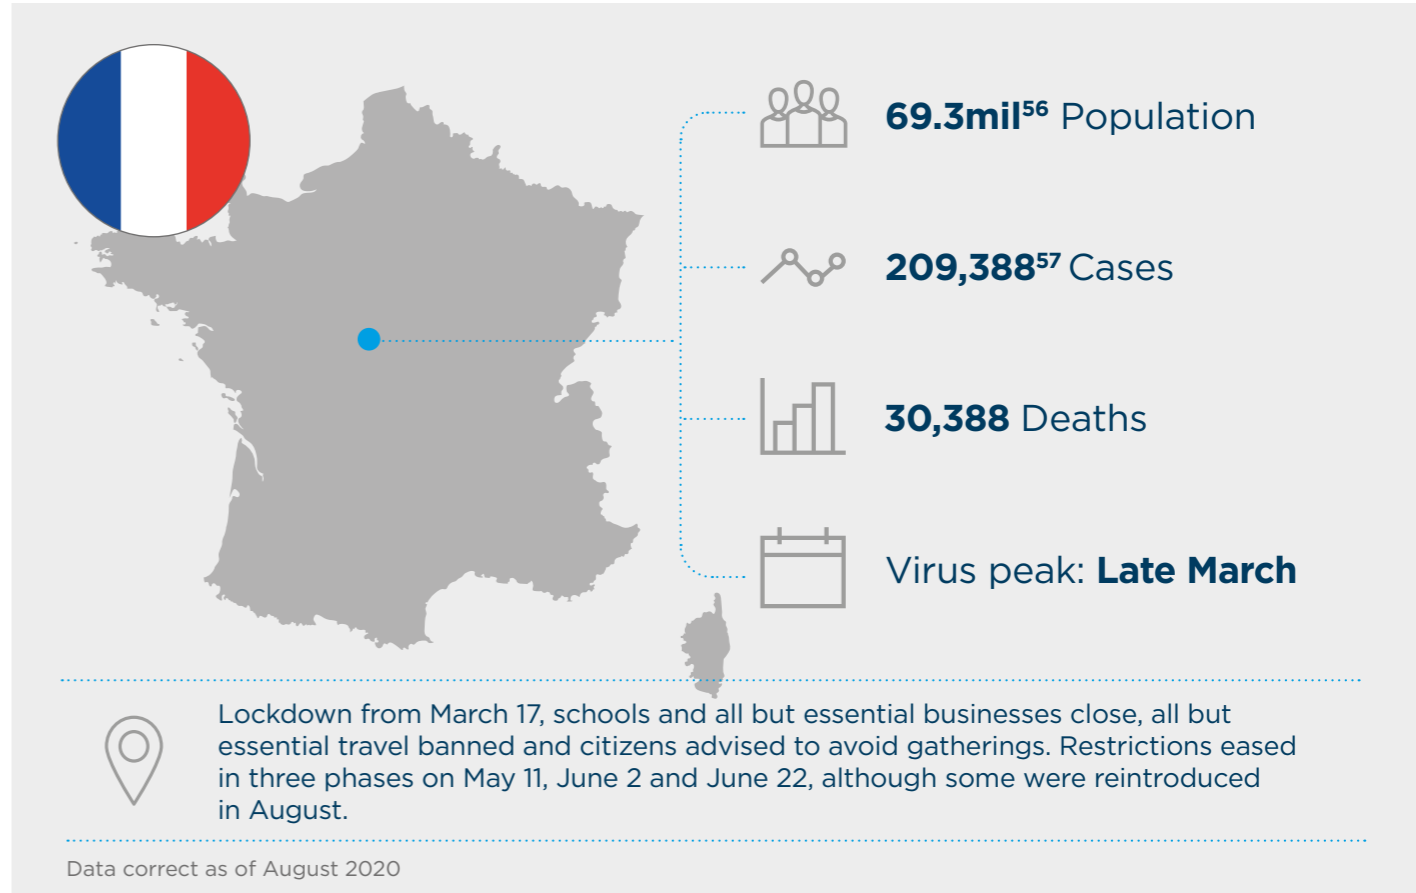 69.3mil⁵⁶ Population
209,388⁵⁷ Cases
30,388 Deaths
Virus peak: Late March
Lockdown from March 17, schools and all but essential businesses close, all but
essential travel banned and citizens advised to avoid gatherings. Restrictions eased
in three phases on May 11, June 2 and June 22, although some were reintroduced
in August.
Data correct as of August 2020